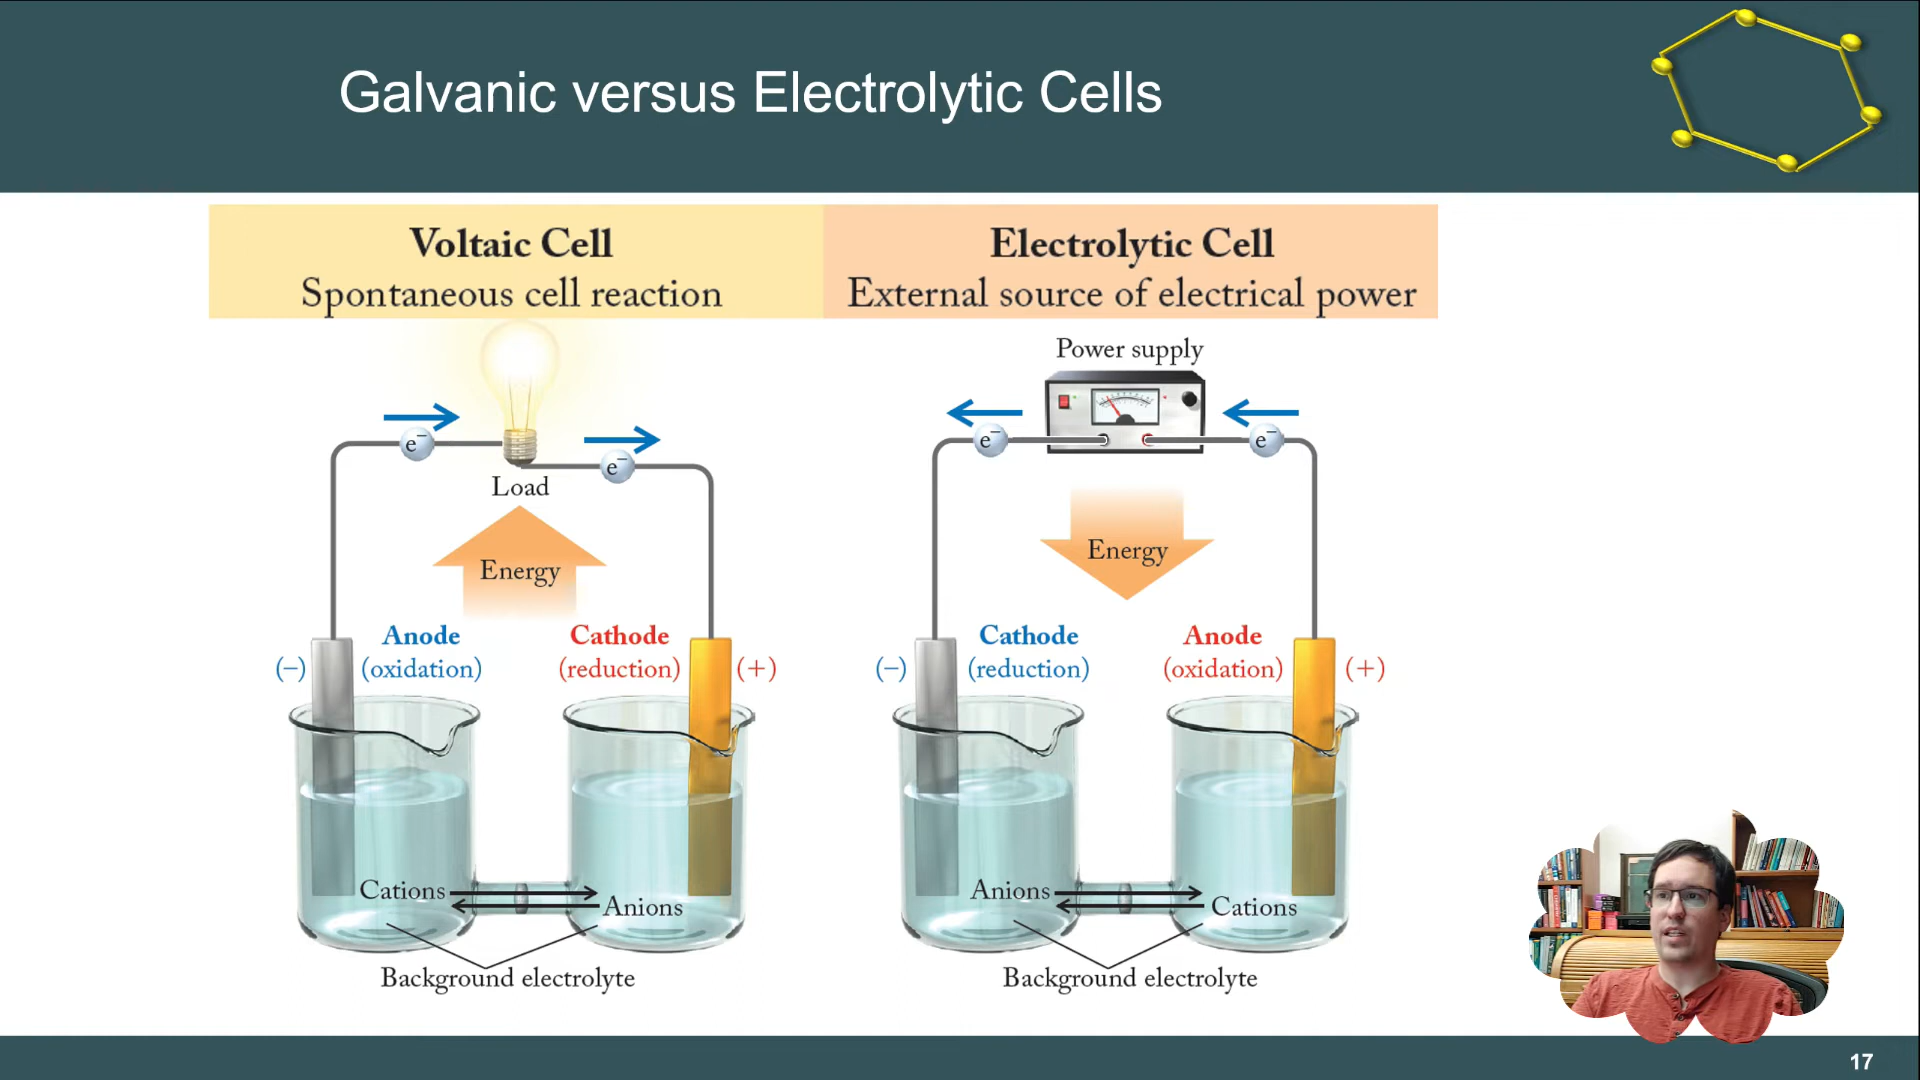 Galvanic versus Electrolytic Cells
Voltaic Cell
Spontaneous cell reaction
e−
e−
Load
Energy
Anode
(oxidation)
(−)
Cathode
(reduction)
(+)
Cations
Anions
Background electrolyte
Electrolytic Cell
External source of electrical power
Power supply
e−
e−
Energy
Cathode
(reduction)
(−)
Anode
(oxidation)
(+)
Anions
Cations
Background electrolyte
17